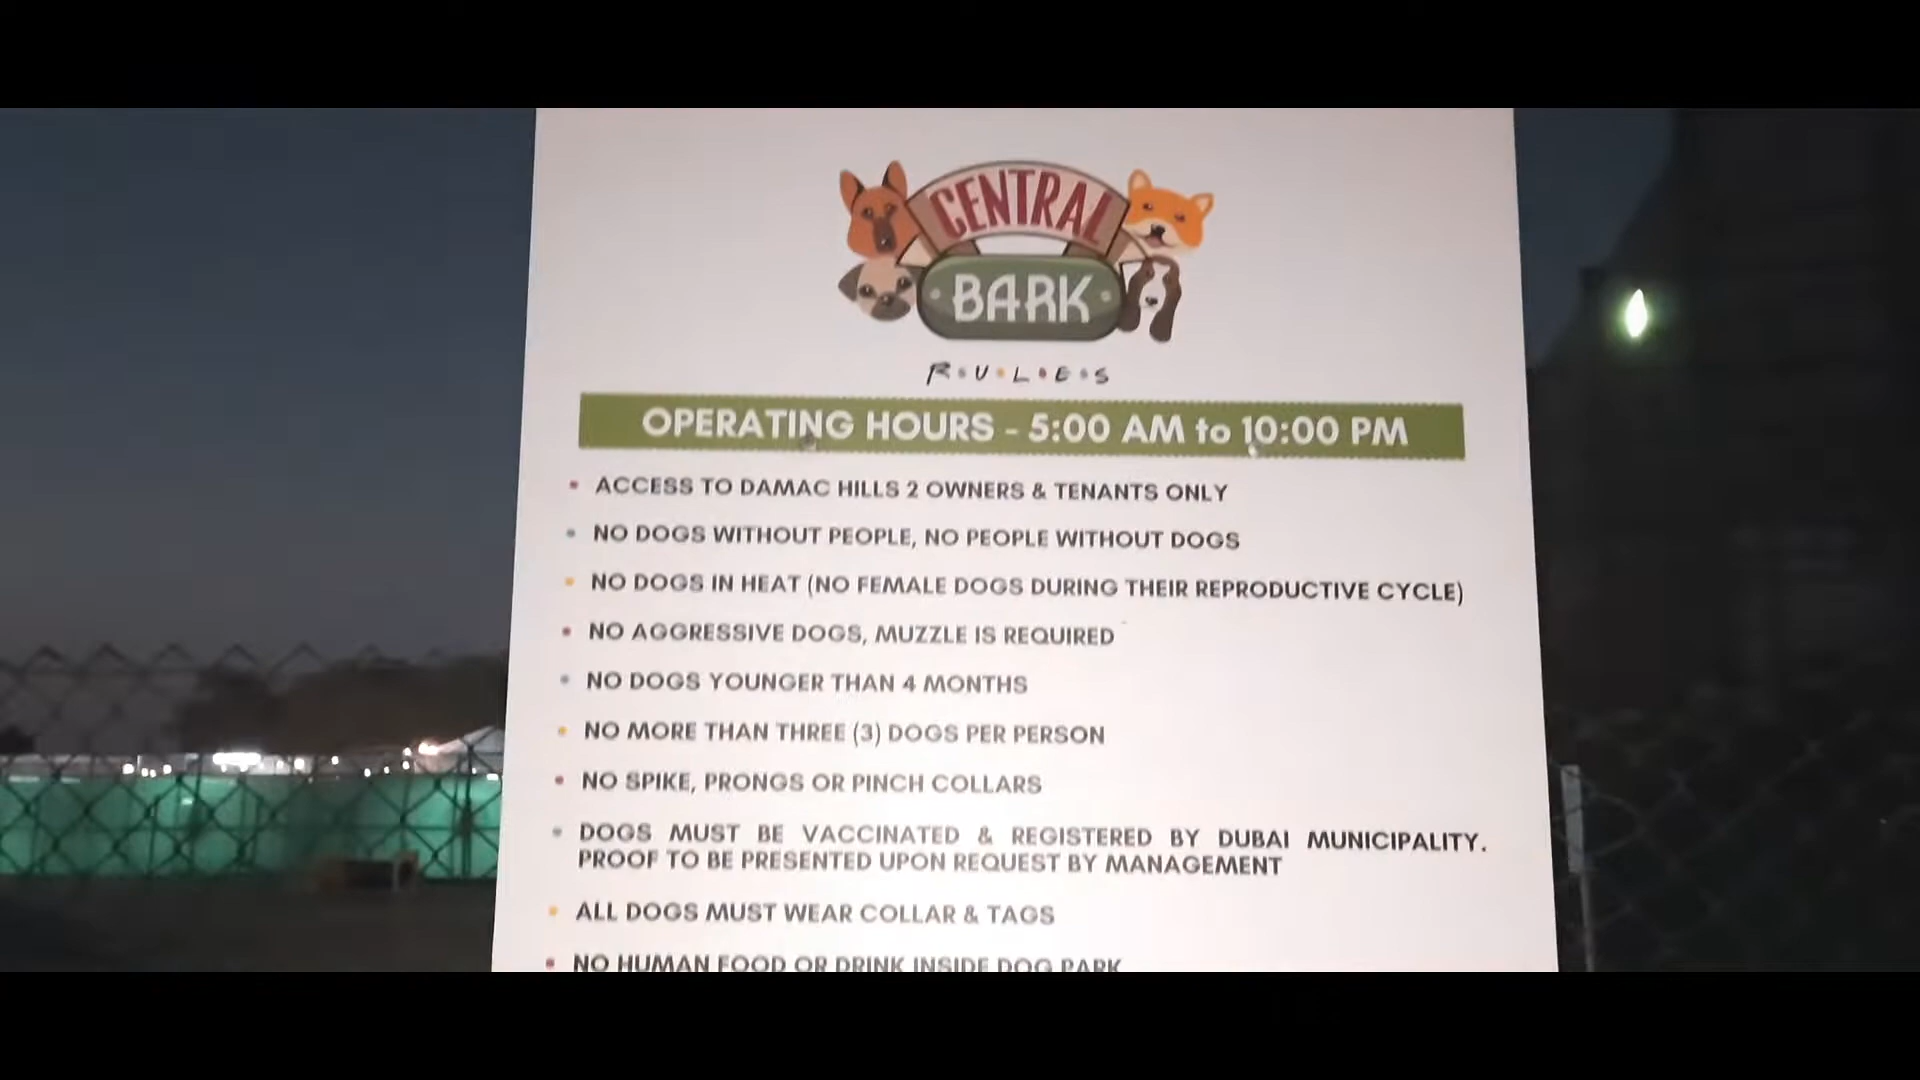 CENTRAL
BARK
R•U•L•E•S
OPERATING HOURS - 5:00 AM to 10:00 PM
• ACCESS TO DAMAC HILLS 2 OWNERS & TENANTS ONLY
• NO DOGS WITHOUT PEOPLE, NO PEOPLE WITHOUT DOGS
• NO DOGS IN HEAT (NO FEMALE DOGS DURING THEIR REPRODUCTIVE CYCLE)
• NO AGGRESSIVE DOGS, MUZZLE IS REQUIRED
• NO DOGS YOUNGER THAN 4 MONTHS
• NO MORE THAN THREE (3) DOGS PER PERSON
• NO SPIKE, PRONGS OR PINCH COLLARS
• DOGS MUST BE VACCINATED & REGISTERED BY DUBAI MUNICIPALITY.
PROOF TO BE PRESENTED UPON REQUEST BY MANAGEMENT
• ALL DOGS MUST WEAR COLLAR & TAGS
• NO HUMAN FOOD OR DRINK INSIDE DOG PARK